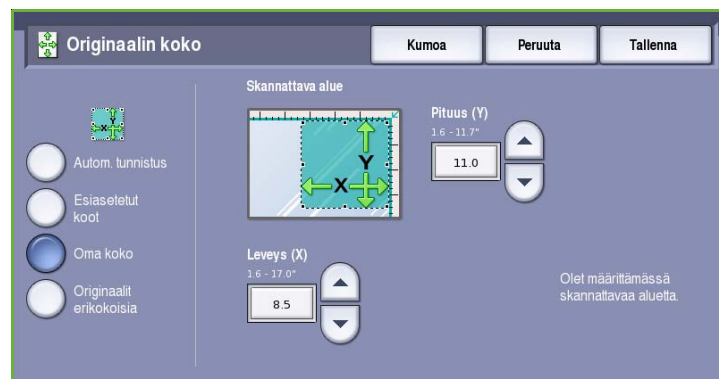 Originaalin koko
Kumoa
Peruuta
Tallenna
Autom. tunnistus
Esiasetetut
koot
Oma koko
Originaalit
erikokoisia
Skannattava alue
Y
X
Pituus (Y)
1.6 - 11.7"
11.0
Leveys (X)
1.6 - 17.0"
8.5
Olet määrittämässä
skannattavaa aluetta.